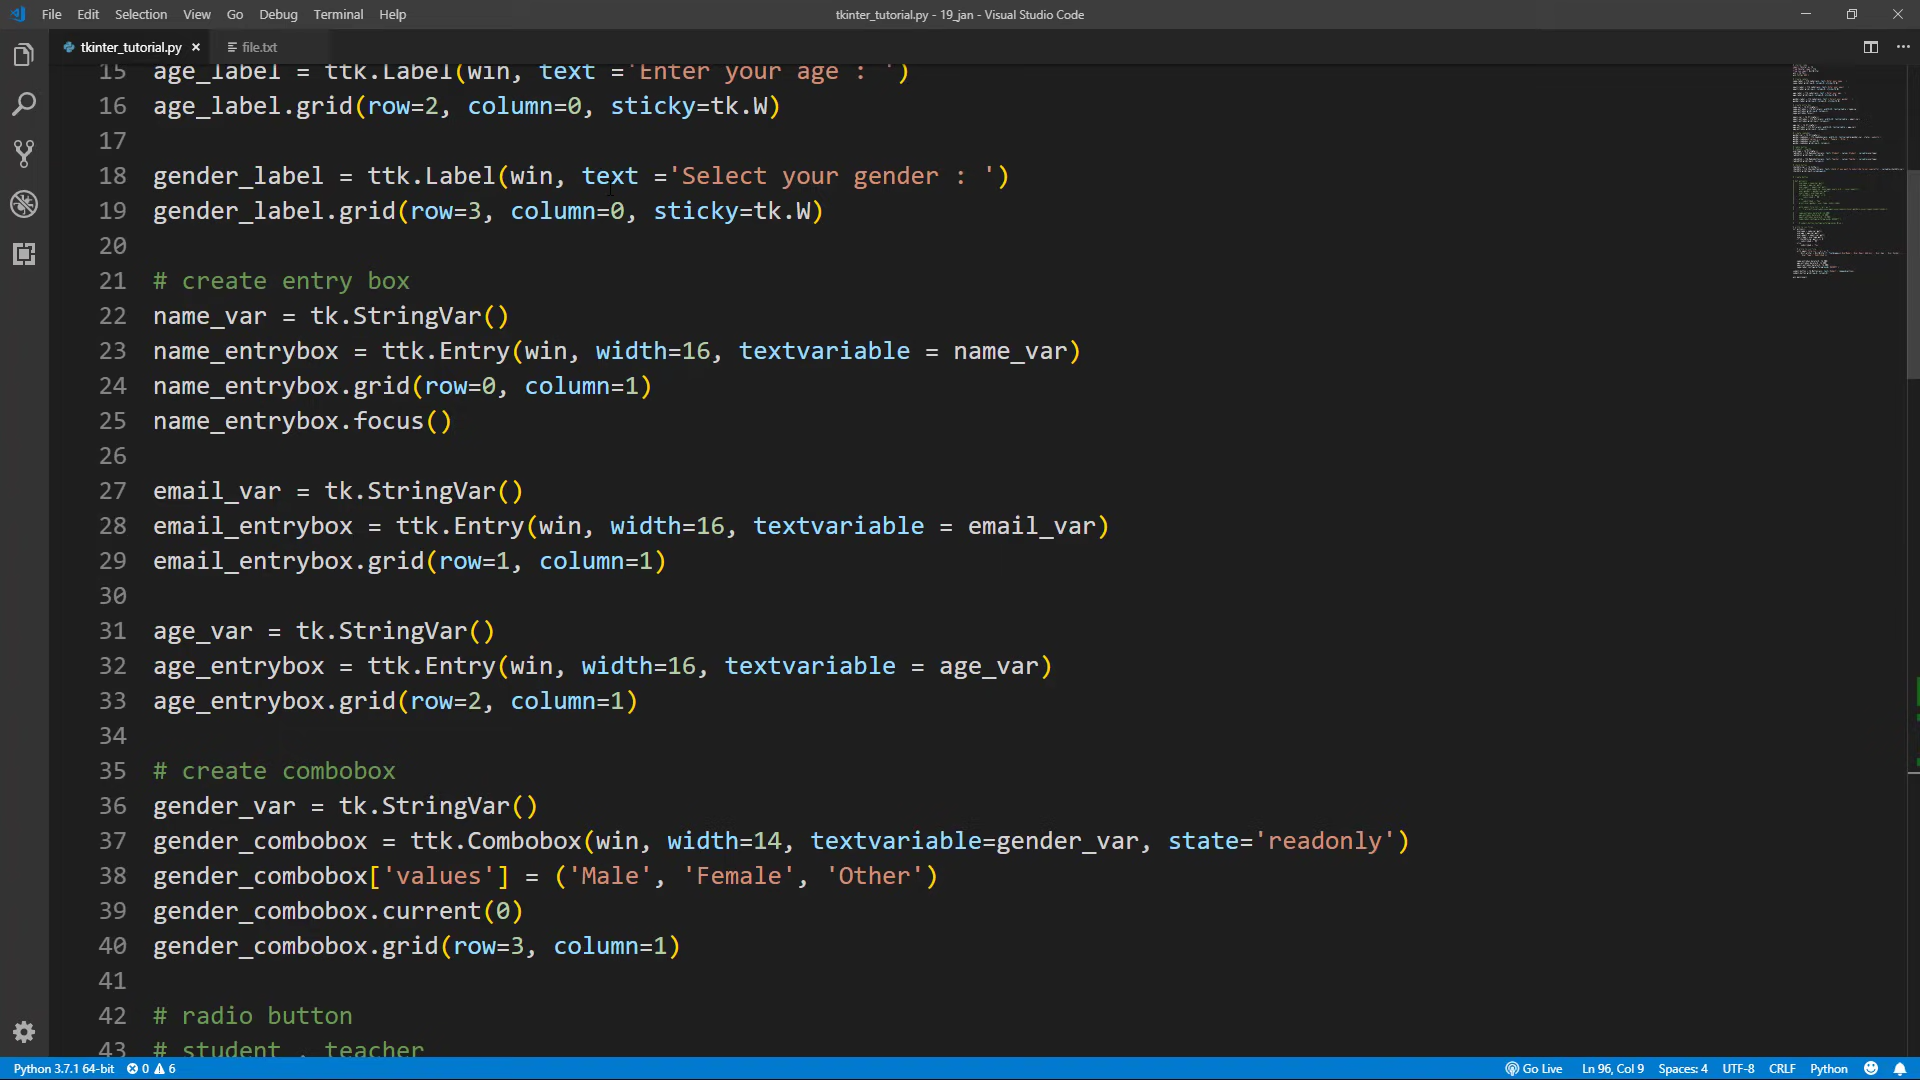 File Edit Selection View Go Debug Terminal Help
tkinter_tutorial.py - 19_jan - Visual Studio Code
tkinter_tutorial.py × file.txt
15 age_label = ttk.Label(win, text ='Enter your age : ')
16 age_label.grid(row=2, column=0, sticky=tk.W)
17
18 gender_label = ttk.Label(win, text ='Select your gender : ')
19 gender_label.grid(row=3, column=0, sticky=tk.W)
20
21 # create entry box
22 name_var = tk.StringVar()
23 name_entrybox = ttk.Entry(win, width=16, textvariable = name_var)
24 name_entrybox.grid(row=0, column=1)
25 name_entrybox.focus()
26
27 email_var = tk.StringVar()
28 email_entrybox = ttk.Entry(win, width=16, textvariable = email_var)
29 email_entrybox.grid(row=1, column=1)
30
31 age_var = tk.StringVar()
32 age_entrybox = ttk.Entry(win, width=16, textvariable = age_var)
33 age_entrybox.grid(row=2, column=1)
34
35 # create combobox
36 gender_var = tk.StringVar()
37 gender_combobox = ttk.Combobox(win, width=14, textvariable=gender_var, state='readonly')
38 gender_combobox['values'] = ('Male', 'Female', 'Other')
39 gender_combobox.current(0)
40 gender_combobox.grid(row=3, column=1)
41
42 # radio button
43 # student , teacher
Python 3.7.1 64-bit 0 6 Go Live Ln 96, Col 9 Spaces: 4 UTF-8 CRLF Python